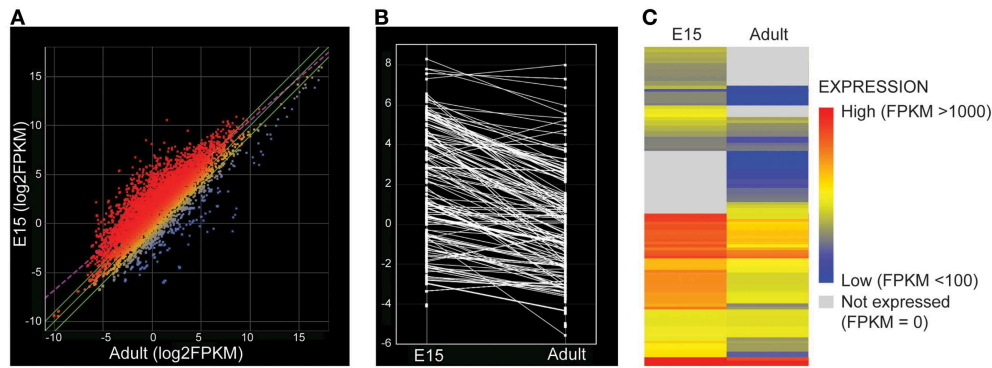 A
15
10
5
0
-5
-10
E15 (log2FPKM)
-10
-5
0
5
10
15
Adult (log2FPKM)
B
8
6
4
2
0
-2
-4
-6
E15
Adult
C
E15
Adult
EXPRESSION
High (FPKM >1000)
Low (FPKM <100)
Not expressed
(FPKM = 0)